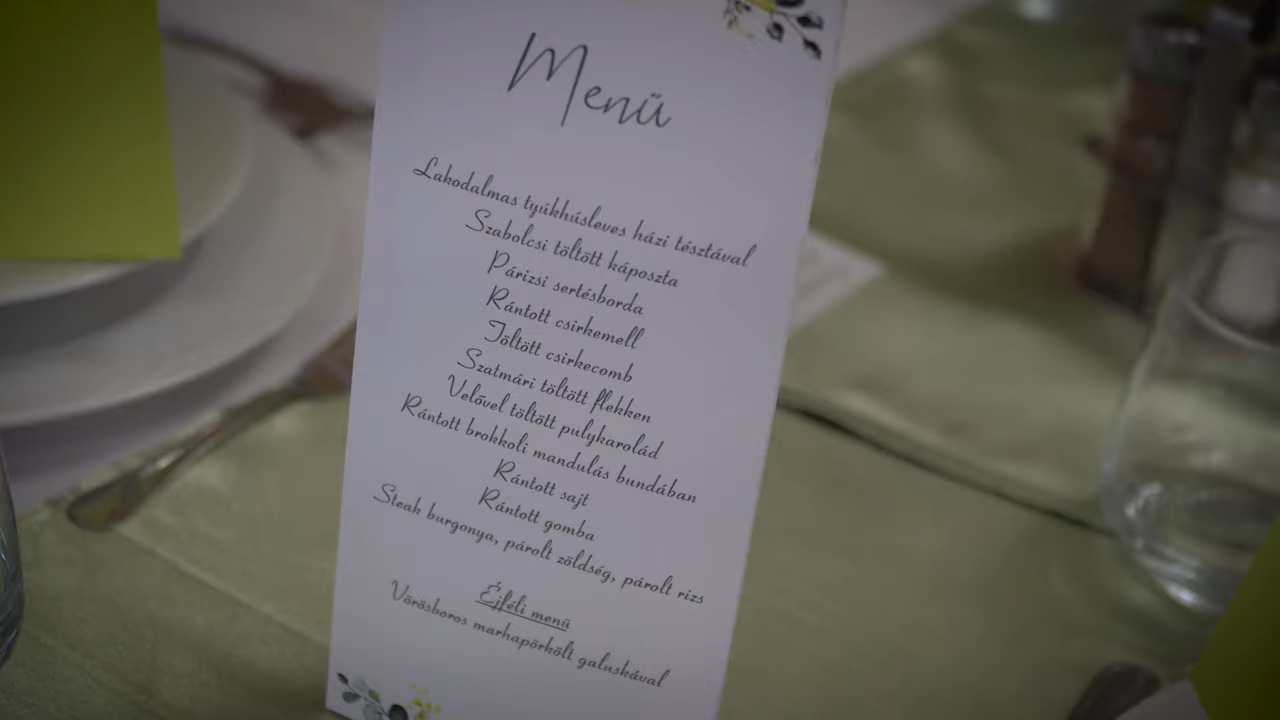 Menü
Lakodalmas tyúkhúsleves házi tésztával
Szabolcsi töltött káposzta
Párizsi sertésborda
Rántott csirkemell
Töltött csirkecomb
Szatmári töltött flekken
Velővel töltött pulykarolád
Rántott brokkoli mandulás bundában
Rántott sajt
Rántott gomba
Steak burgonya, párolt zöldség, párolt rizs
Éjféli menü
Vörösboros marhapörkölt galuskával